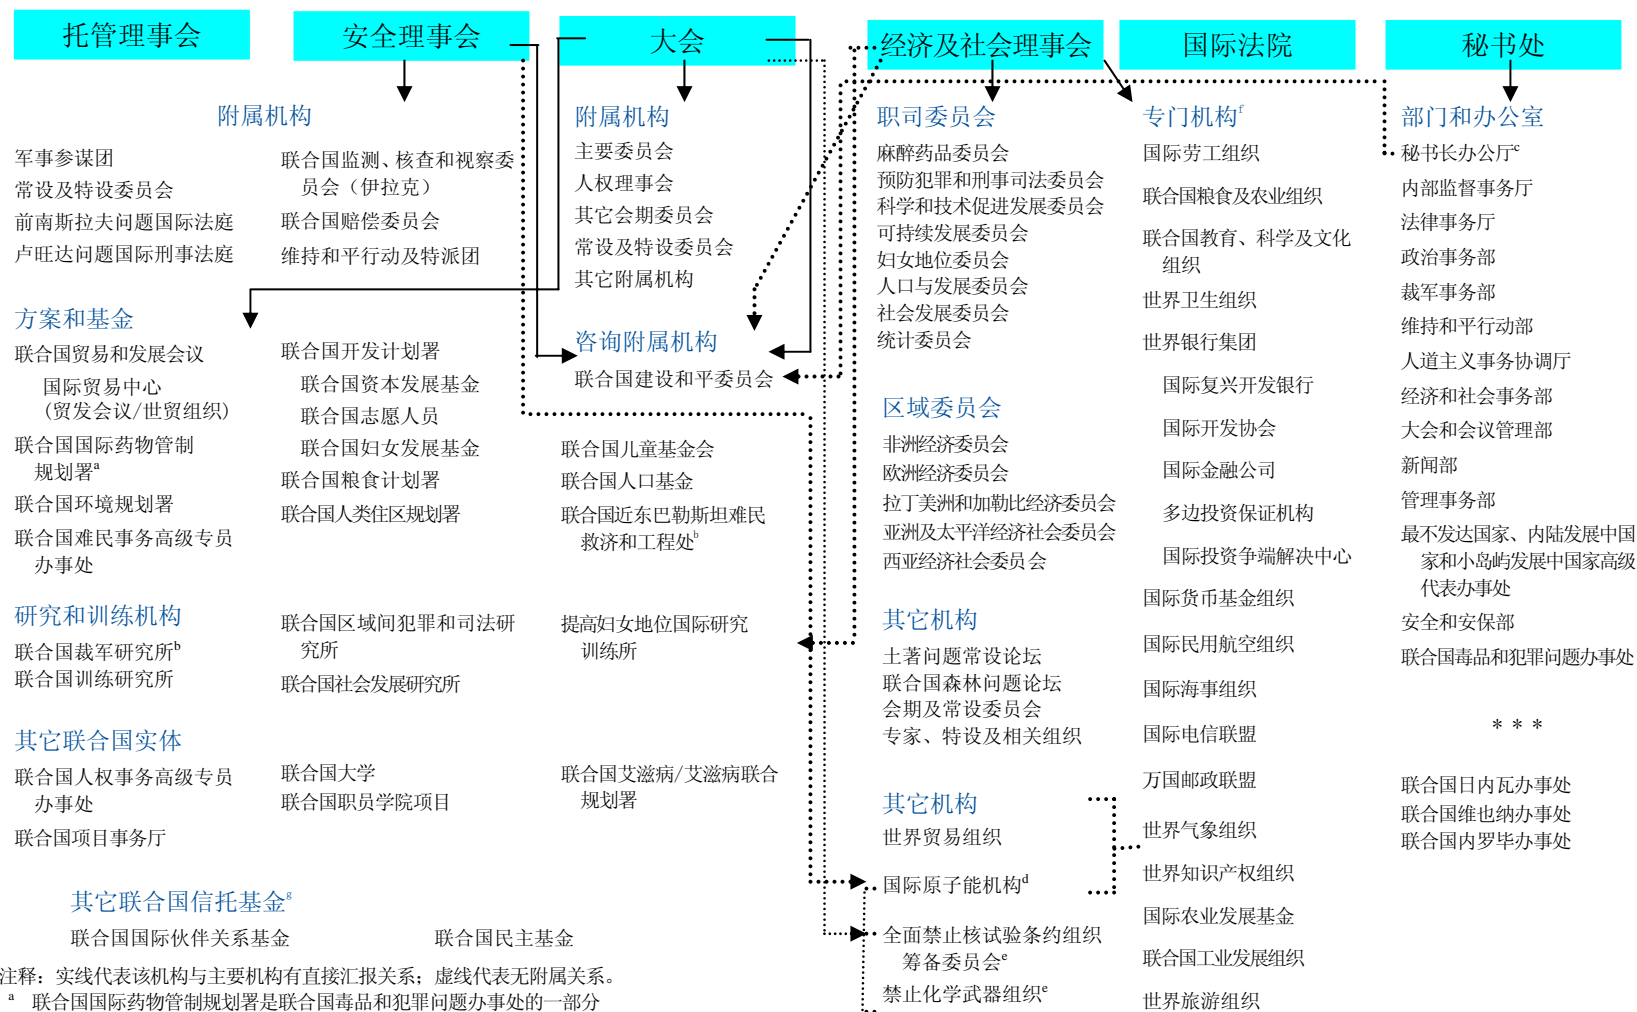 托管理事会
安全理事会
大会
经济及社会理事会
国际法院
秘书处
附属机构
军事参谋团
常设及特设委员会
前南斯拉夫问题国际法庭
卢旺达问题国际刑事法庭
联合国监测、核查和视察委
员会（伊拉克）
联合国赔偿委员会
维持和平行动及特派团
附属机构
主要委员会
人权理事会
其它会期委员会
常设及特设委员会
其它附属机构
咨询附属机构
联合国建设和平委员会
方案和基金
联合国贸易和发展会议
国际贸易中心
(贸发会议/世贸组织)
联合国国际药物管制
规划署a
联合国环境规划署
联合国难民事务高级专员
办事处
联合国开发计划署
联合国资本发展基金
联合国志愿人员
联合国妇女发展基金
联合国粮食计划署
联合国人类住区规划署
联合国儿童基金会
联合国人口基金
联合国近东巴勒斯坦难民
救济和工程处b
研究和训练机构
联合国裁军研究所b
联合国训练研究所
联合国区域间犯罪和司法研
究所
联合国社会发展研究所
提高妇女地位国际研究
训练所
其它联合国实体
联合国人权事务高级专员
办事处
联合国项目事务厅
联合国大学
联合国职员学院项目
联合国艾滋病/艾滋病联合
规划署
其它联合国信托基金g
联合国国际伙伴关系基金
联合国民主基金
职司委员会
麻醉药品委员会
预防犯罪和刑事司法委员会
科学和技术促进发展委员会
可持续发展委员会
妇女地位委员会
人口与发展委员会
社会发展委员会
统计委员会
区域委员会
非洲经济委员会
欧洲经济委员会
拉丁美洲和加勒比经济委员会
亚洲及太平洋经济社会委员会
西亚经济社会委员会
其它机构
土著问题常设论坛
联合国森林问题论坛
会期及常设委员会
专家、特设及相关组织
其它机构
世界贸易组织
国际原子能机构d
全面禁止核试验条约组织
筹备委员会e
禁止化学武器组织e
专门机构f
国际劳工组织
联合国粮食及农业组织
联合国教育、科学及文化
组织
世界卫生组织
世界银行集团
国际复兴开发银行
国际开发协会
国际金融公司
多边投资保证机构
国际投资争端解决中心
国际货币基金组织
国际民用航空组织
国际海事组织
国际电信联盟
万国邮政联盟
世界气象组织
世界知识产权组织
国际农业发展基金
联合国工业发展组织
世界旅游组织
部门和办公室
秘书长办公厅c
内部监督事务厅
法律事务厅
政治事务部
裁军事务部
维持和平行动部
人道主义事务协调厅
经济和社会事务部
大会和会议管理部
新闻部
管理事务部
最不发达国家、内陆发展中国
家和小岛屿发展中国家高级
代表办事处
安全和安保部
联合国毒品和犯罪问题办事处
* * *
联合国日内瓦办事处
联合国维也纳办事处
联合国内罗毕办事处
注释：实线代表该机构与主要机构有直接汇报关系；虚线代表无附属关系。
a 联合国国际药物管制规划署是联合国毒品和犯罪问题办事处的一部分